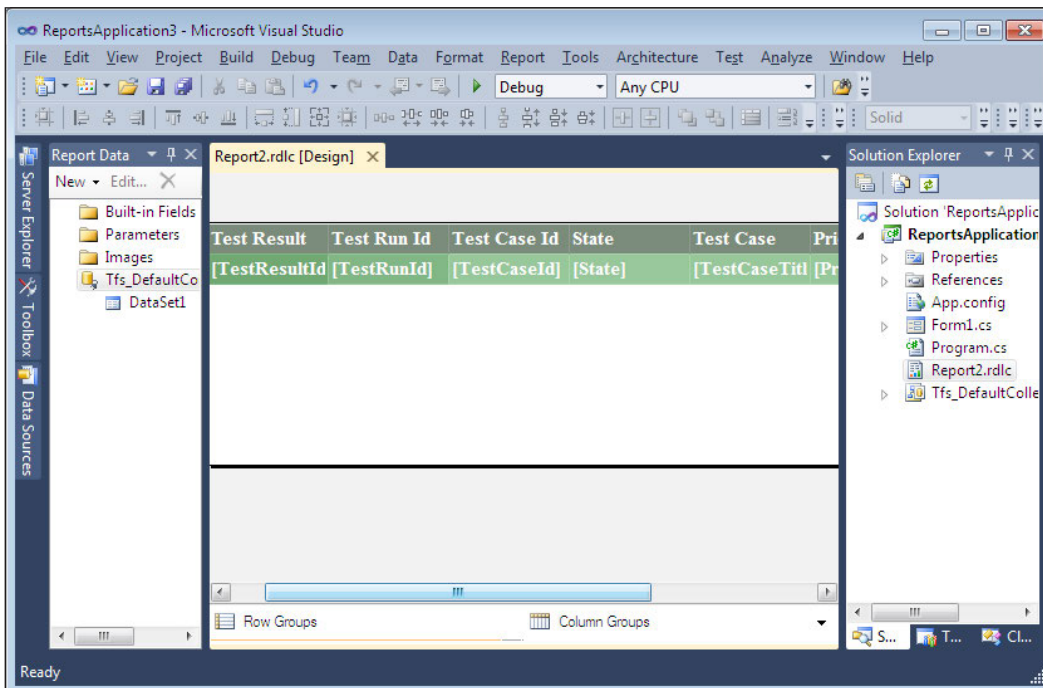 ReportsApplication3 - Microsoft Visual Studio
File Edit View Project Build Debug Team Data Format Report Tools Architecture Test Analyze Window Help
Debug Any CPU
Solid
Server Explorer
Toolbox
Data Sources
Report Data
New Edit...
Built-in Fields
Parameters
Images
Tfs_DefaultCo
DataSet1
Report2.rdlc [Design]
Test Result Test Run Id Test Case Id State Test Case Pri
[TestResultId [TestRunId] [TestCaseId] [State] [TestCaseTitl [Pr
Row Groups Column Groups
Solution Explorer
Solution 'ReportsApplic
ReportsApplication
Properties
References
App.config
Form1.cs
Program.cs
Report2.rdlc
Tfs_DefaultColle
S... T... Cl...
Ready